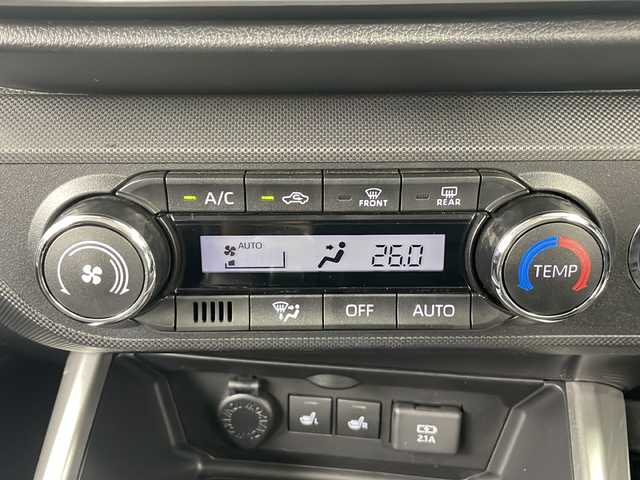 A/C
FRONT
REAR
AUTO
26.0
TEMP
OFF
AUTO
L
R
2.1A